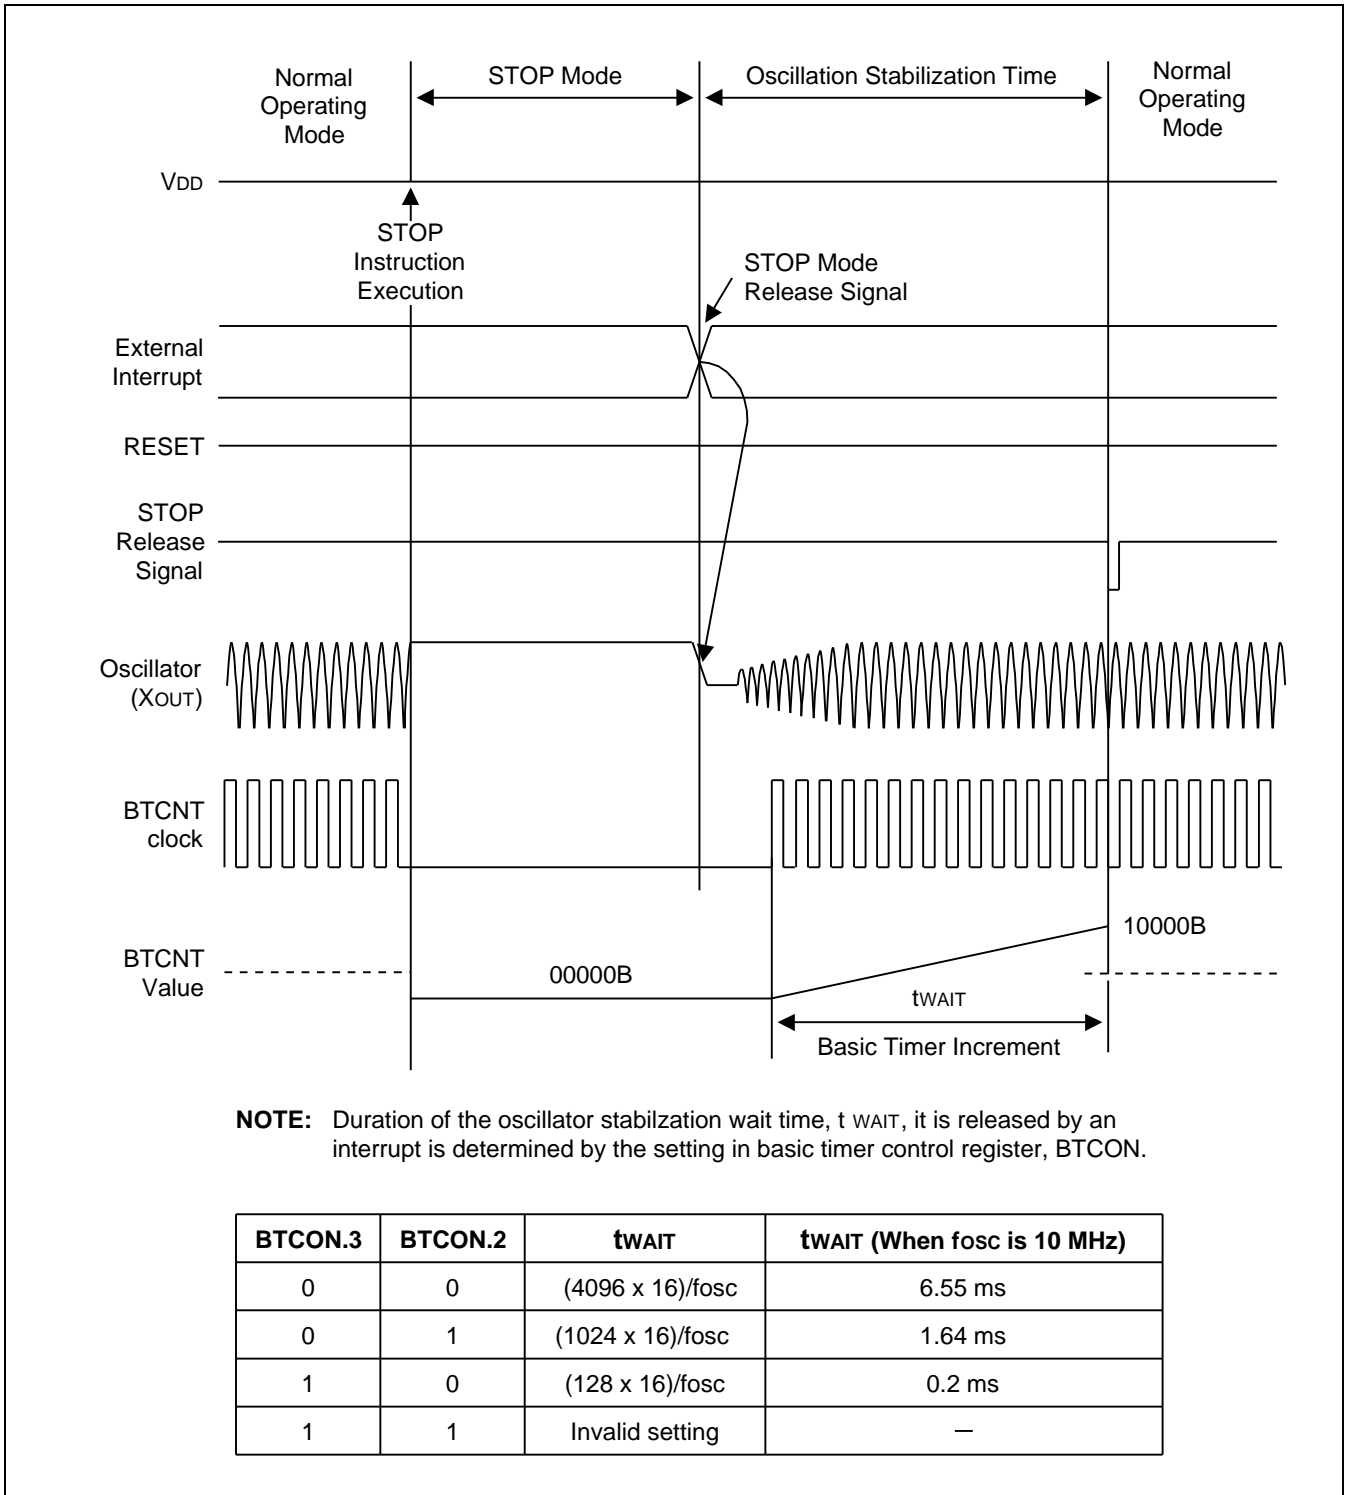 Normal
Operating
Mode
STOP Mode
Oscillation Stabilization Time
Normal
Operating
Mode
VDD
STOP
Instruction
Execution
STOP Mode
Release Signal
External
Interrupt
RESET
STOP
Release
Signal
Oscillator
(XOUT)
BTCNT
clock
BTCNT
Value
00000B
10000B
tWAIT
Basic Timer Increment
NOTE: Duration of the oscillator stabilzation wait time, t WAIT, it is released by an
interrupt is determined by the setting in basic timer control register, BTCON.
BTCON.3 BTCON.2 tWAIT tWAIT (When fosc is 10 MHz)
0 0 (4096 x 16)/fosc 6.55 ms
0 1 (1024 x 16)/fosc 1.64 ms
1 0 (128 x 16)/fosc 0.2 ms
1 1 Invalid setting –